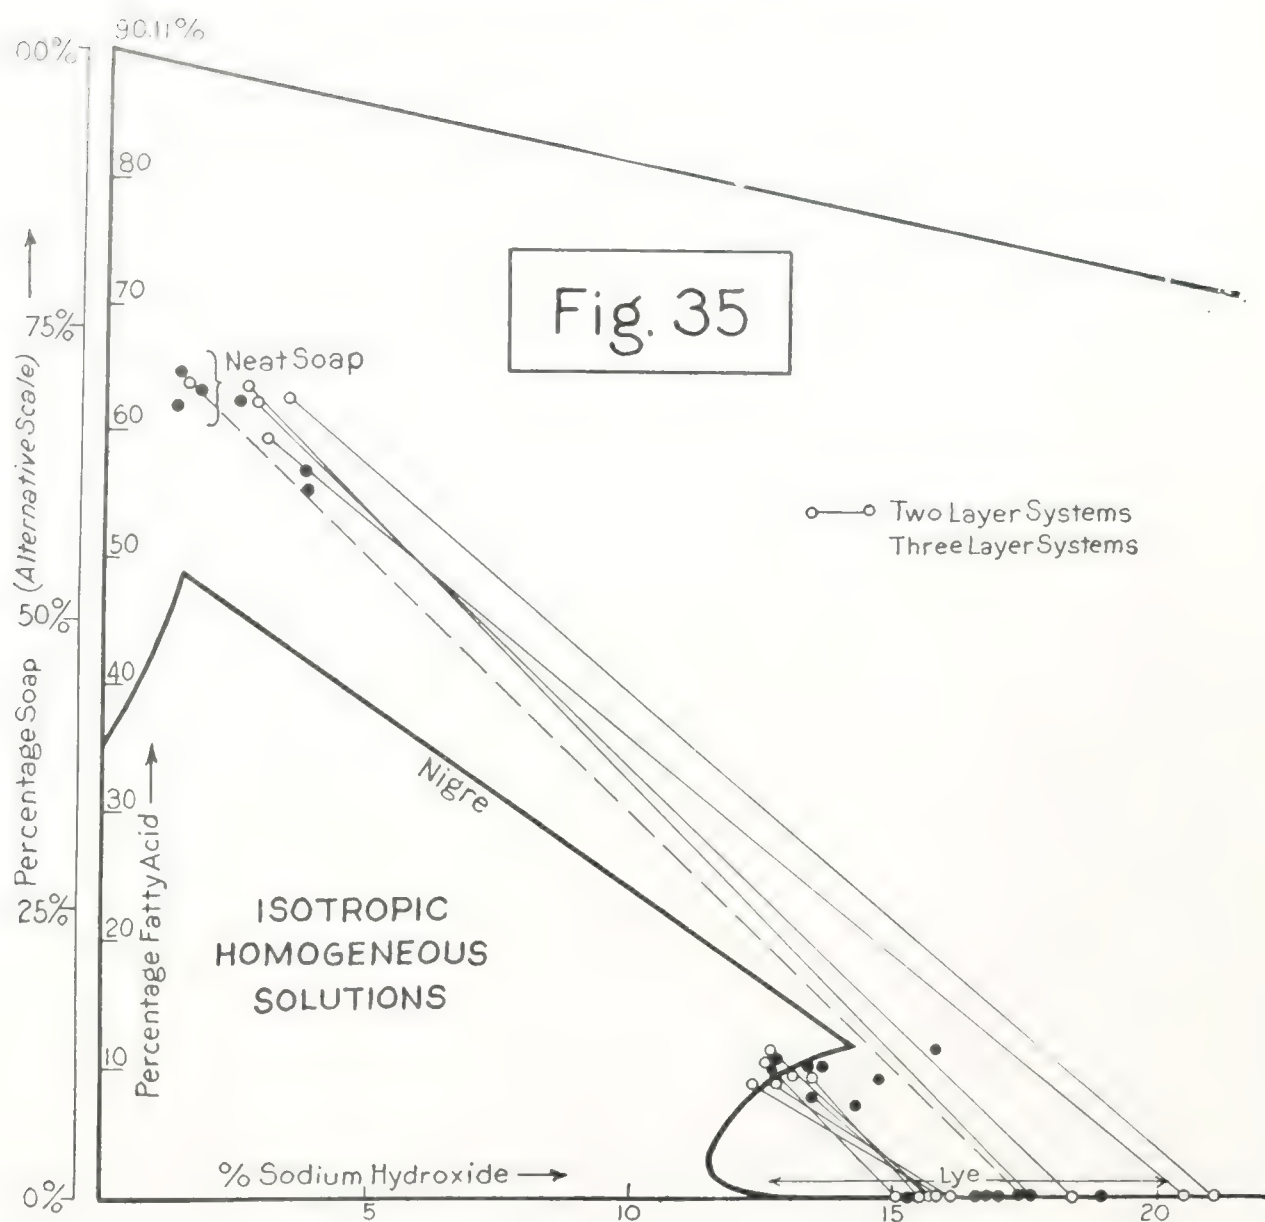 90.11%
00%
80
70
75%
Fig. 35
Neat Soap
60
Two Layer Systems
Three Layer Systems
50
50%
40
Nigre
30
25%
20
ISOTROPIC
HOMOGENEOUS
SOLUTIONS
10
Percentage Soap (Alternative Scale)
Percentage Fatty Acid
% Sodium Hydroxide
Lye
0%
5
10
15
20